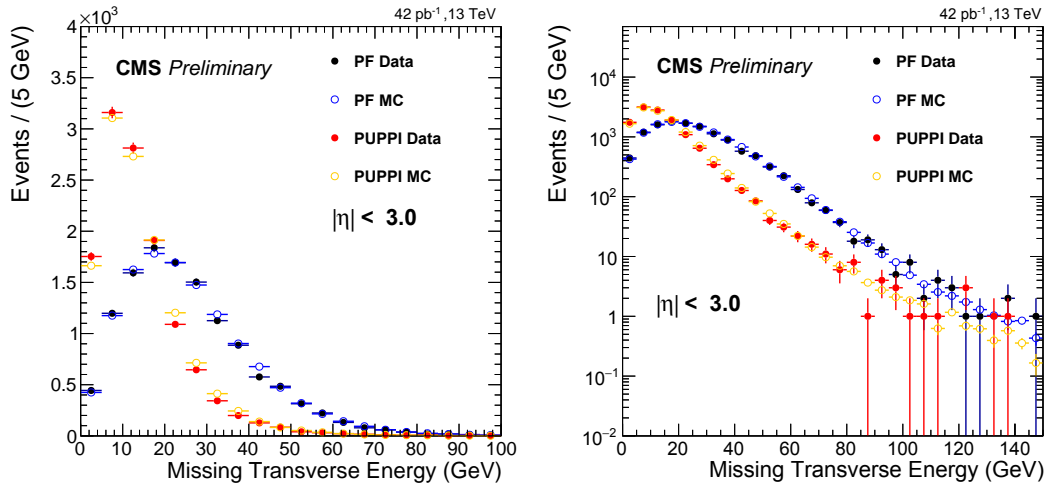 ×10³ 42 pb⁻¹,13 TeV
Events / (5 GeV)
4
3.5
3
2.5
2
1.5
1
0.5
0
CMS Preliminary
PF Data
PF MC
PUPPI Data
PUPPI MC
|η| < 3.0
0 10 20 30 40 50 60 70 80 90 100
Missing Transverse Energy (GeV)
42 pb⁻¹,13 TeV
Events / (5 GeV)
10⁴
10³
10²
10
1
10⁻¹
10⁻²
CMS Preliminary
PF Data
PF MC
PUPPI Data
PUPPI MC
|η| < 3.0
0 20 40 60 80 100 120 140
Missing Transverse Energy (GeV)